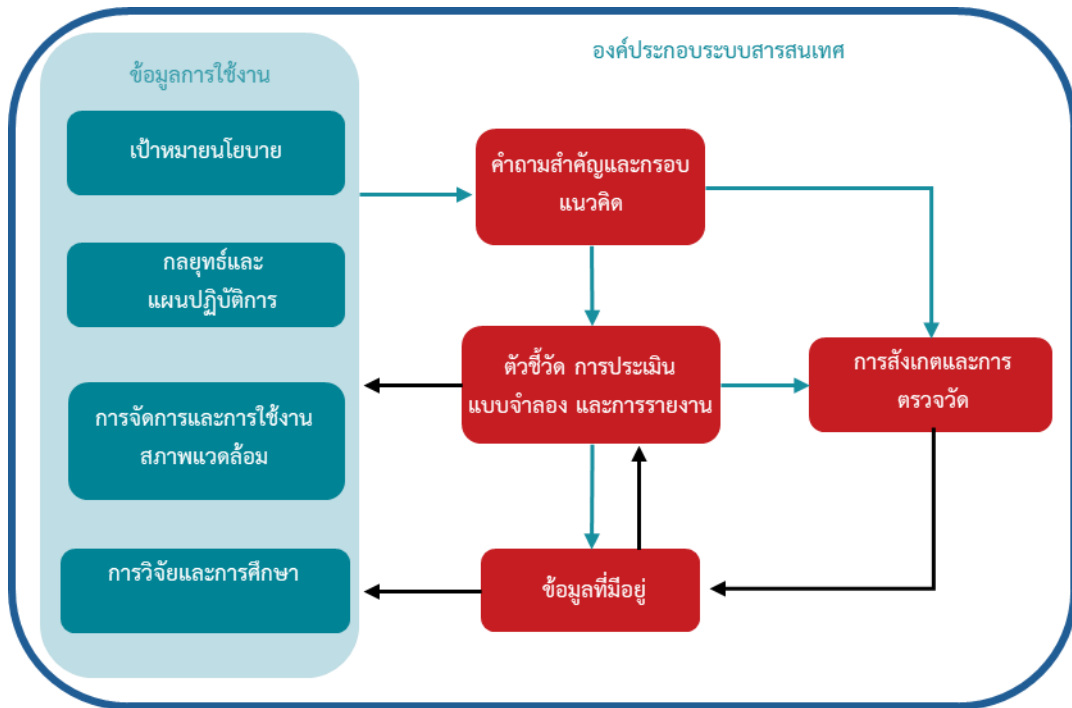 องค์ประกอบระบบสารสนเทศ
ข้อมูลการใช้งาน
เป้าหมายนโยบาย
กลยุทธ์และ
แผนปฏิบัติการ
การจัดการและการใช้งาน
สภาพแวดล้อม
การวิจัยและการศึกษา
คำถามสำคัญและกรอบ
แนวคิด
ตัวชี้วัด การประเมิน
แบบจำลอง และการรายงาน
การสังเกตและการ
ตรวจวัด
ข้อมูลที่มีอยู่